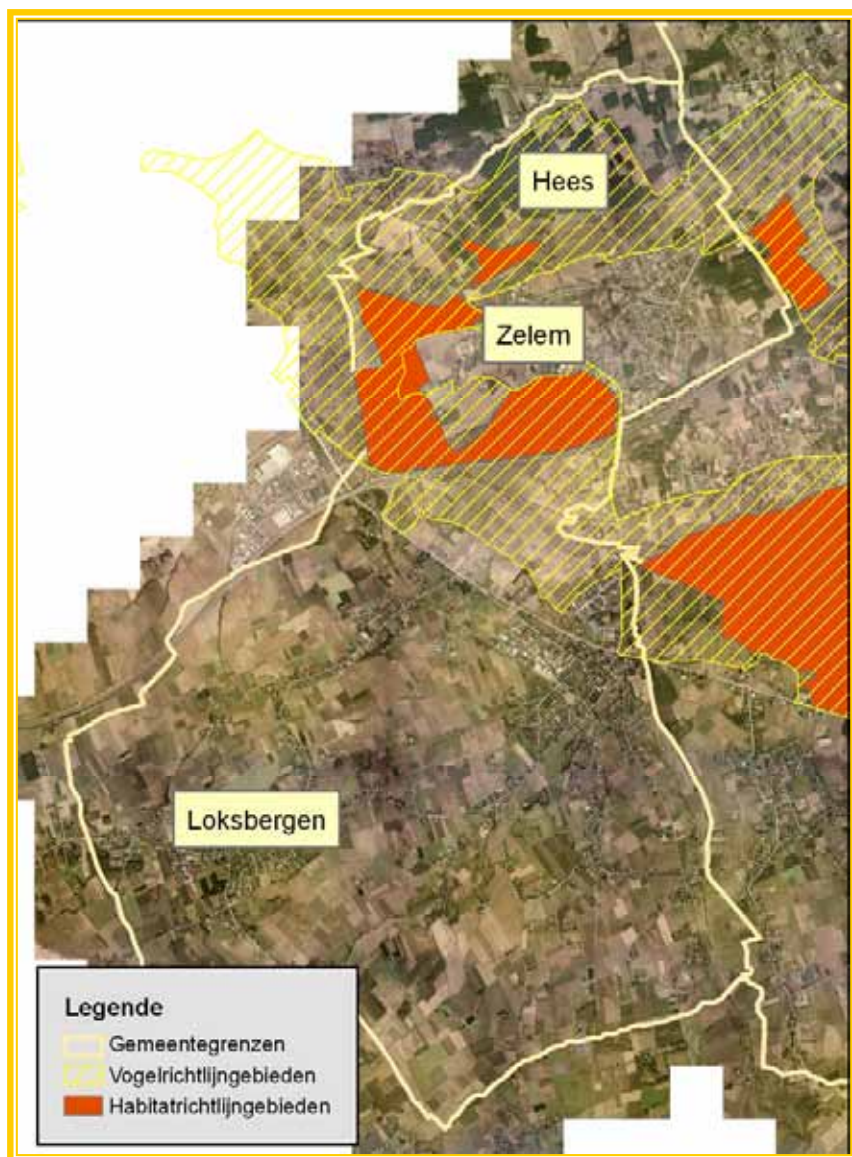 Hees
Zelem
Loksbergen
Legende
Gemeentegrenzen
Vogelrichtlijngebieden
Habitatrichtlijngebieden